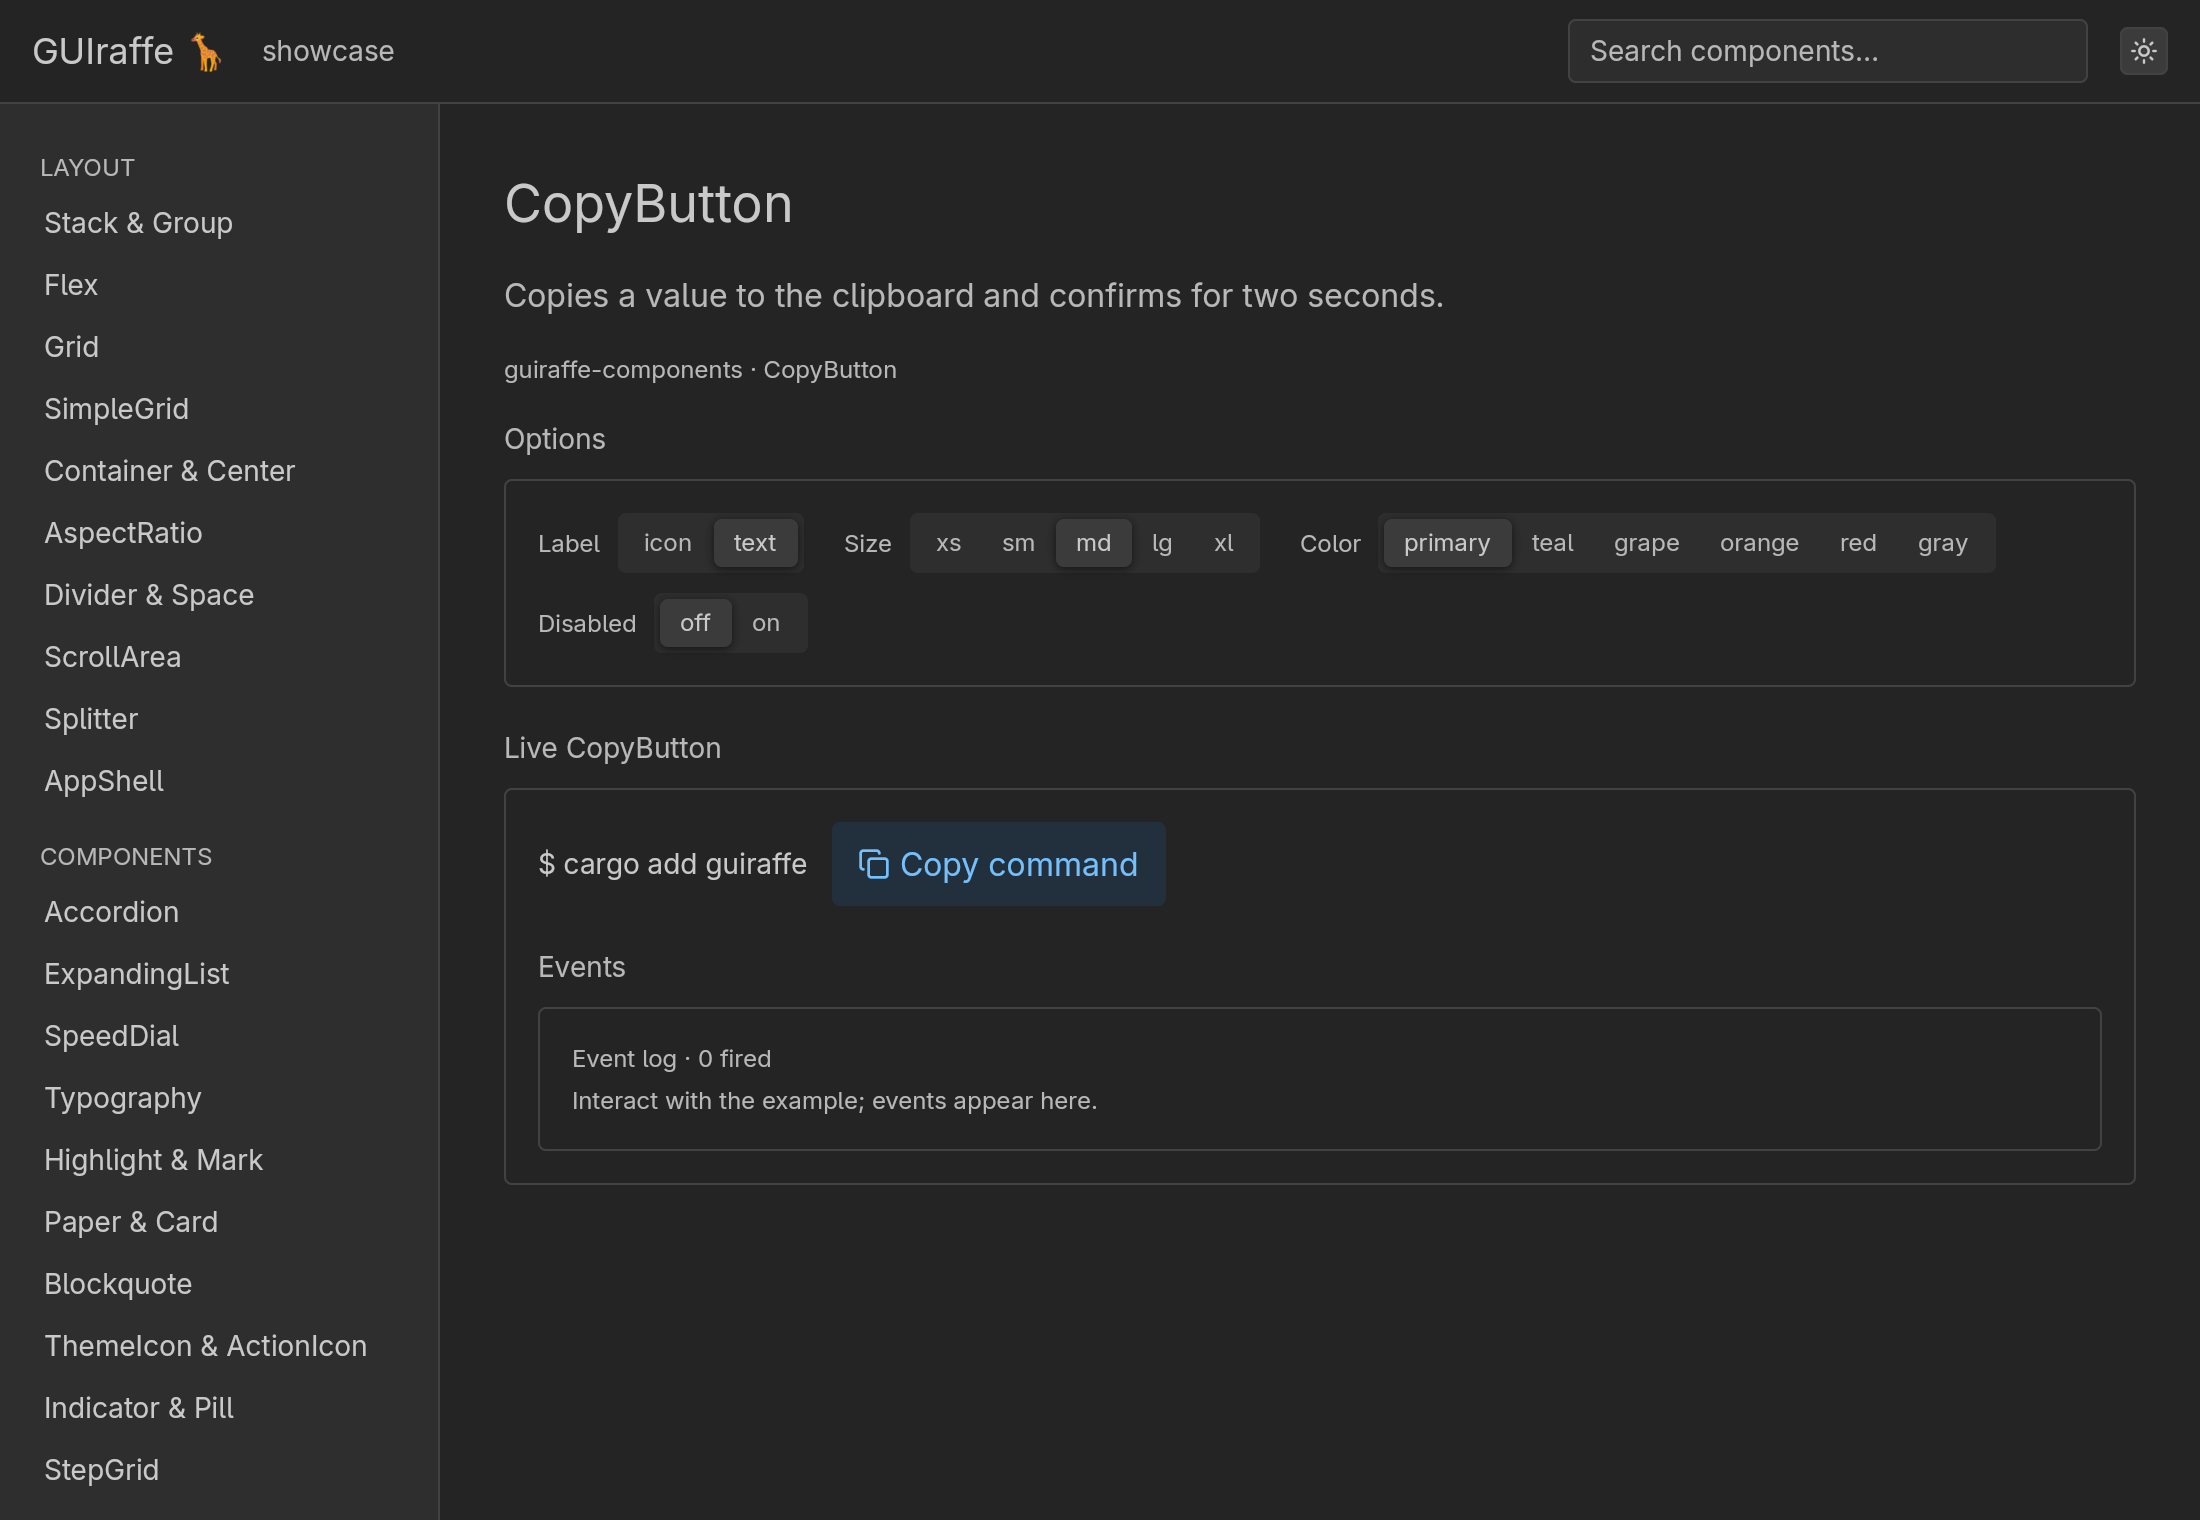 GUIraffe 🦒 showcase
Search components...
LAYOUT
Stack & Group
Flex
Grid
SimpleGrid
Container & Center
AspectRatio
Divider & Space
ScrollArea
Splitter
AppShell
COMPONENTS
Accordion
ExpandingList
SpeedDial
Typography
Highlight & Mark
Paper & Card
Blockquote
ThemeIcon & ActionIcon
Indicator & Pill
StepGrid
CopyButton
Copies a value to the clipboard and confirms for two seconds.
guiraffe-components · CopyButton
Options
Label icon text Size xs sm md lg xl Color primary teal grape orange red gray
Disabled off on
Live CopyButton
$ cargo add guiraffe Copy command
Events
Event log · 0 fired
Interact with the example; events appear here.